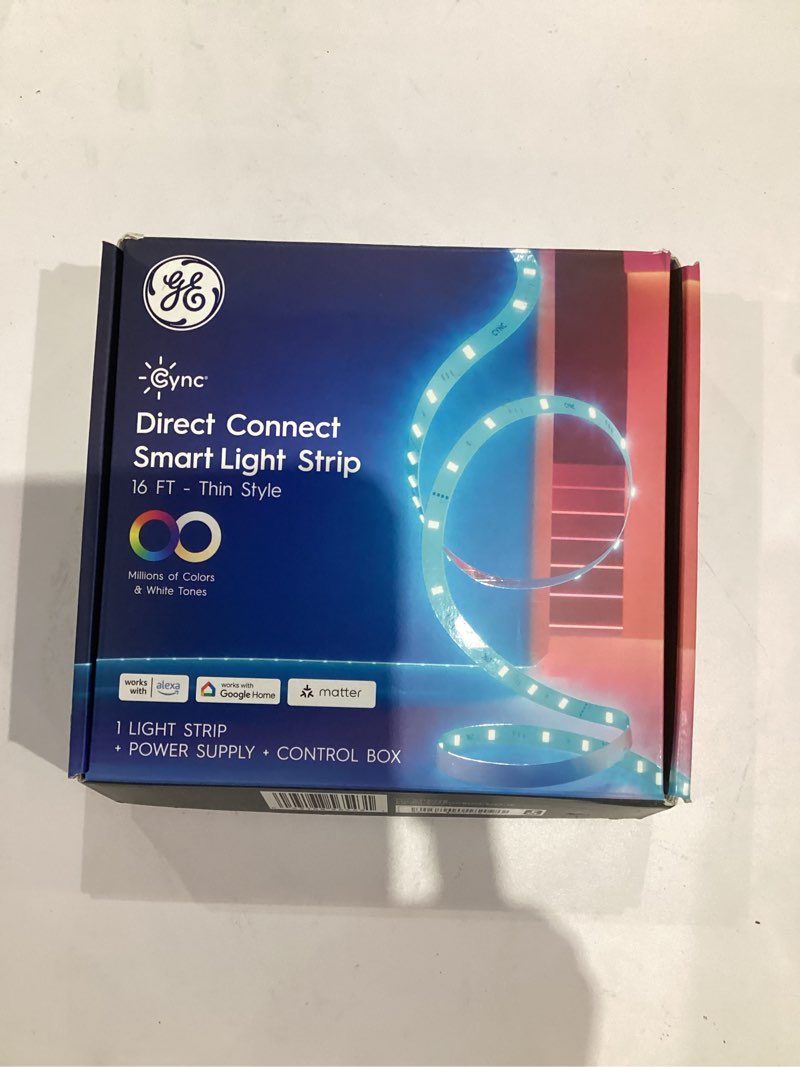 GE
Cync
Direct Connect
Smart Light Strip
16 FT - Thin Style
Millions of Colors
& White Tones
works with | alexa
works with Google Home
matter
1 LIGHT STRIP
+ POWER SUPPLY + CONTROL BOX
CYNC